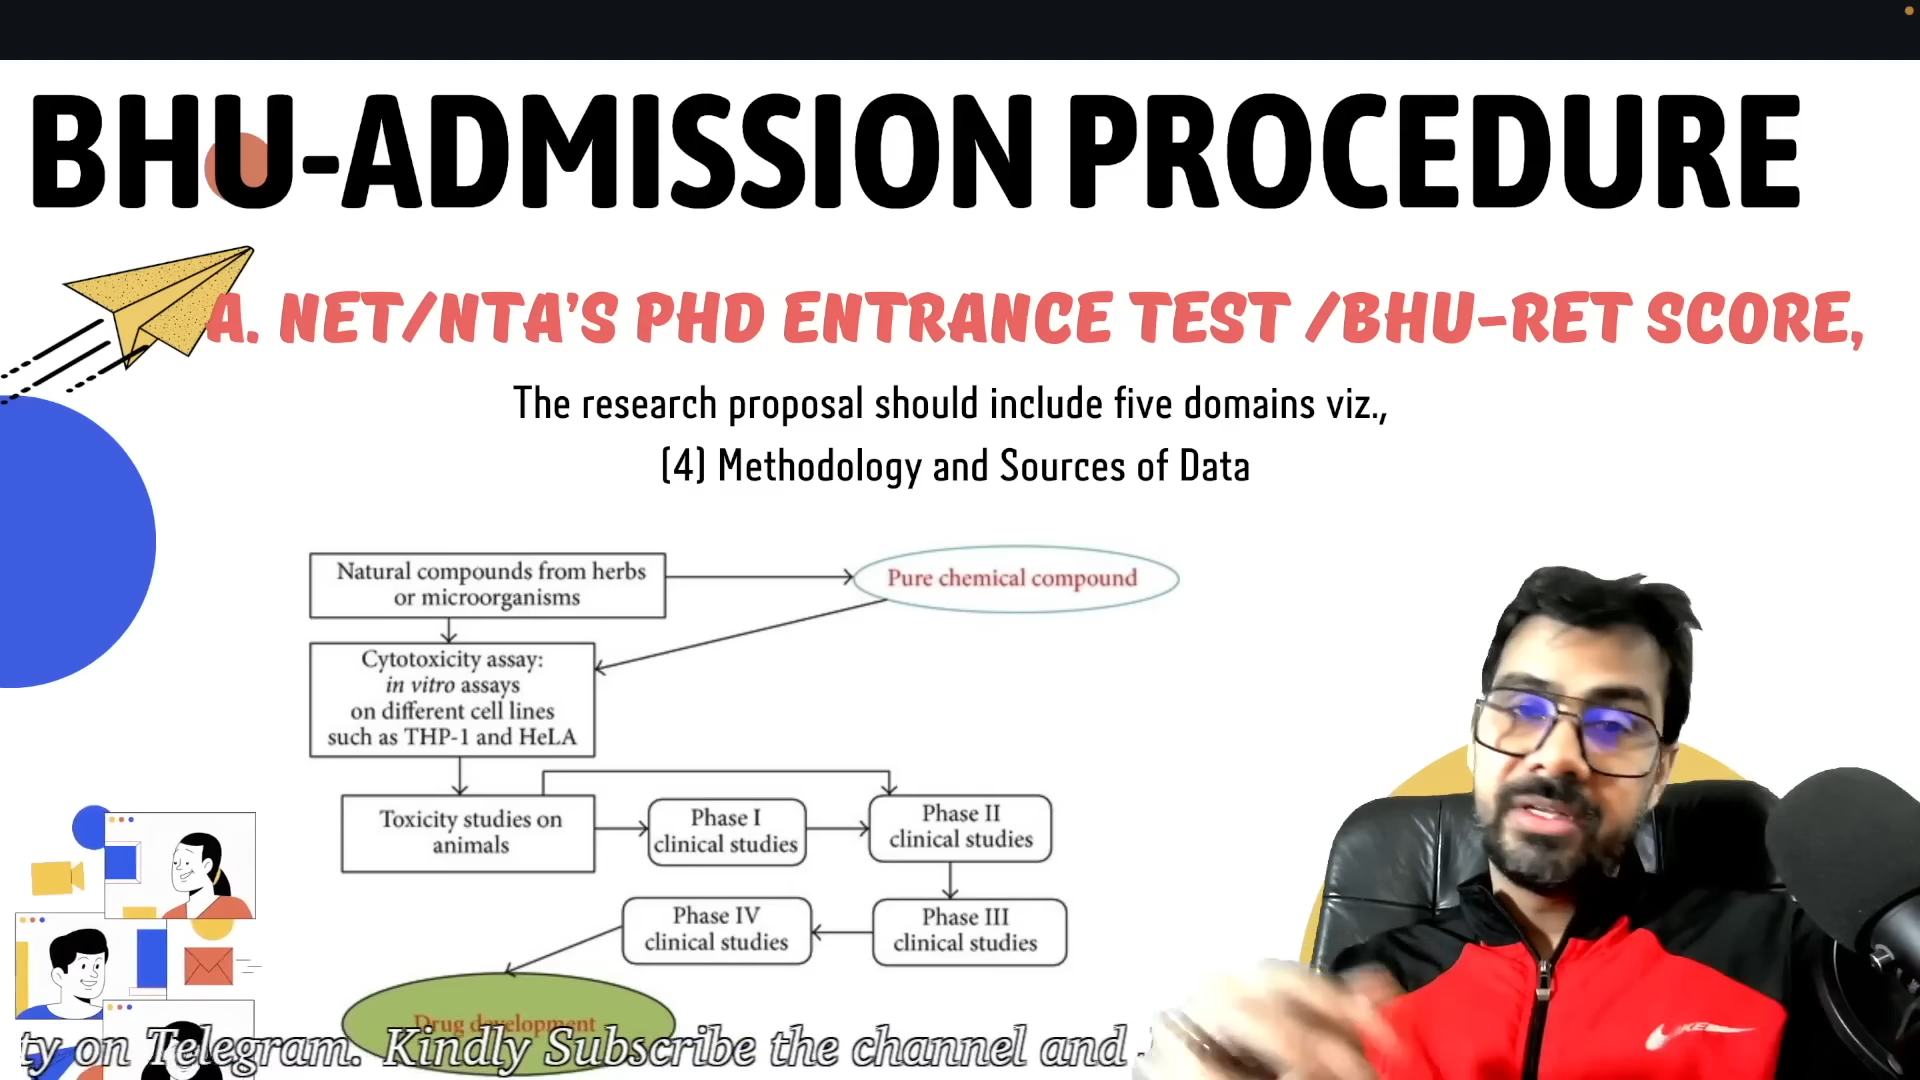 BHU-ADMISSION PROCEDURE
A. NET/NTA'S PHD ENTRANCE TEST /BHU-RET SCORE,
The research proposal should include five domains viz.,
(4) Methodology and Sources of Data
Natural compounds from herbs
or microorganisms
Pure chemical compound
Cytotoxicity assay:
in vitro assays
on different cell lines
such as THP-1 and HeLA
Toxicity studies on
animals
Phase I
clinical studies
Phase II
clinical studies
Phase IV
clinical studies
Phase III
clinical studies
Drug development
ty on Telegram. Kindly Subscribe the channel and